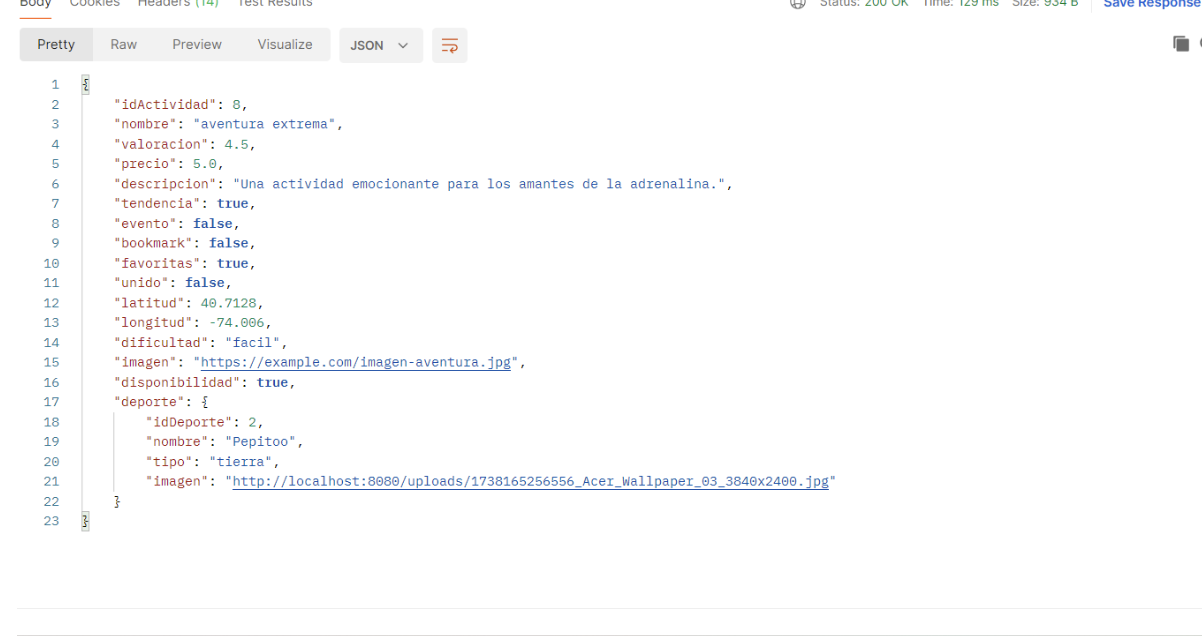 Body Cookies Headers (14) Test Results Status: 200 OK Time: 129 ms Size: 934 B Save Response
Pretty Raw Preview Visualize JSON
1 {
2 "idActividad": 8,
3 "nombre": "aventura extrema",
4 "valoracion": 4.5,
5 "precio": 5.0,
6 "descripcion": "Una actividad emocionante para los amantes de la adrenalina.",
7 "tendencia": true,
8 "evento": false,
9 "bookmark": false,
10 "favoritas": true,
11 "unido": false,
12 "latitud": 40.7128,
13 "longitud": -74.006,
14 "dificultad": "facil",
15 "imagen": "https://example.com/imagen-aventura.jpg",
16 "disponibilidad": true,
17 "deporte": {
18 "idDeporte": 2,
19 "nombre": "Pepitoo",
20 "tipo": "tierra",
21 "imagen": "http://localhost:8080/uploads/1738165256556_Acer_Wallpaper_03_3840x2400.jpg"
22 }
23 }